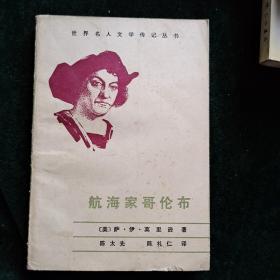 世界名人文学传记丛书
航海家哥伦布
〔美〕萨·伊·莫里逊 著
陈太先 陈礼仁 译